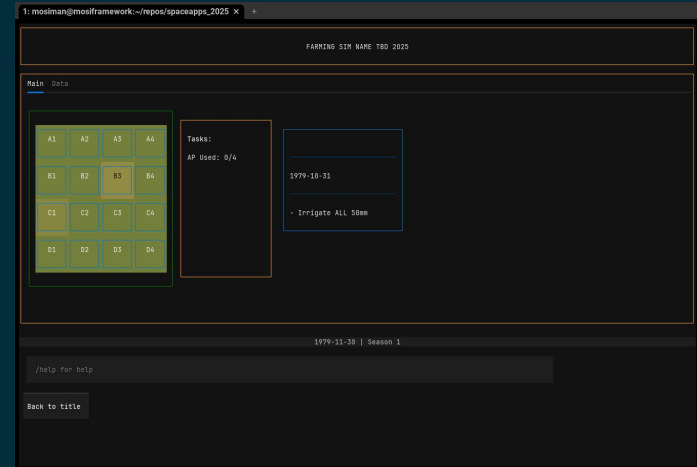 1: mosiman@mosiframework:~/repos/spaceapps_2025 × +
FARMING SIM NAME TBD 2025
Main Data
A1 A2 A3 A4
B1 B2 B3 B4
C1 C2 C3 C4
D1 D2 D3 D4
Tasks:
AP Used: 0/4
1979-10-31
- Irrigate ALL 50mm
1979-11-30 | Season 1
/help for help
Back to title